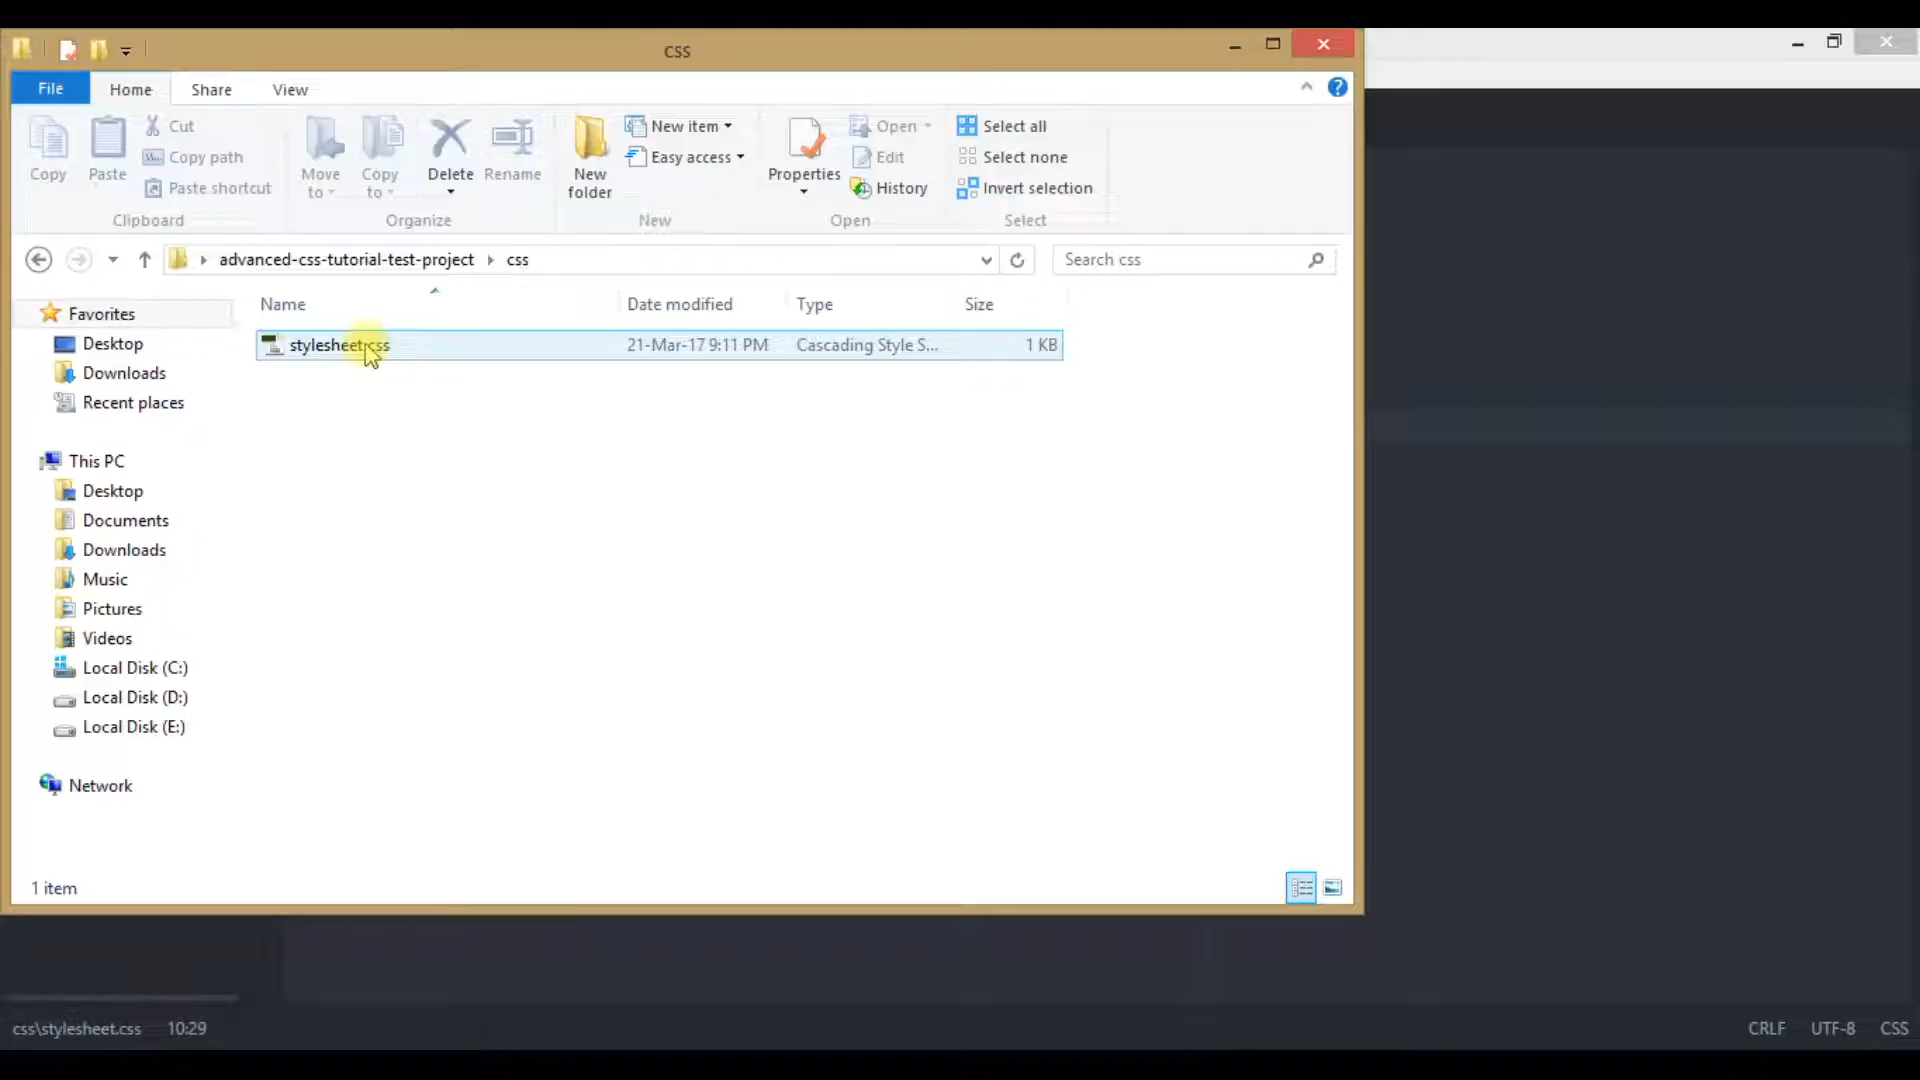 css
File
Home
Share
View
Copy
Paste
Cut
Copy path
Paste shortcut
Clipboard
Move to
Copy to
Delete
Rename
Organize
New folder
New item
Easy access
New
Properties
Open
Edit
History
Open
Select all
Select none
Invert selection
Select
advanced-css-tutorial-test-project
css
Search css
Name
Date modified
Type
Size
stylesheet.css
21-Mar-17 9:11 PM
Cascading Style S...
1 KB
Favorites
Desktop
Downloads
Recent places
This PC
Desktop
Documents
Downloads
Music
Pictures
Videos
Local Disk (C:)
Local Disk (D:)
Local Disk (E:)
Network
1 item
css\stylesheet.css
10:29
CRLF
UTF-8
CSS